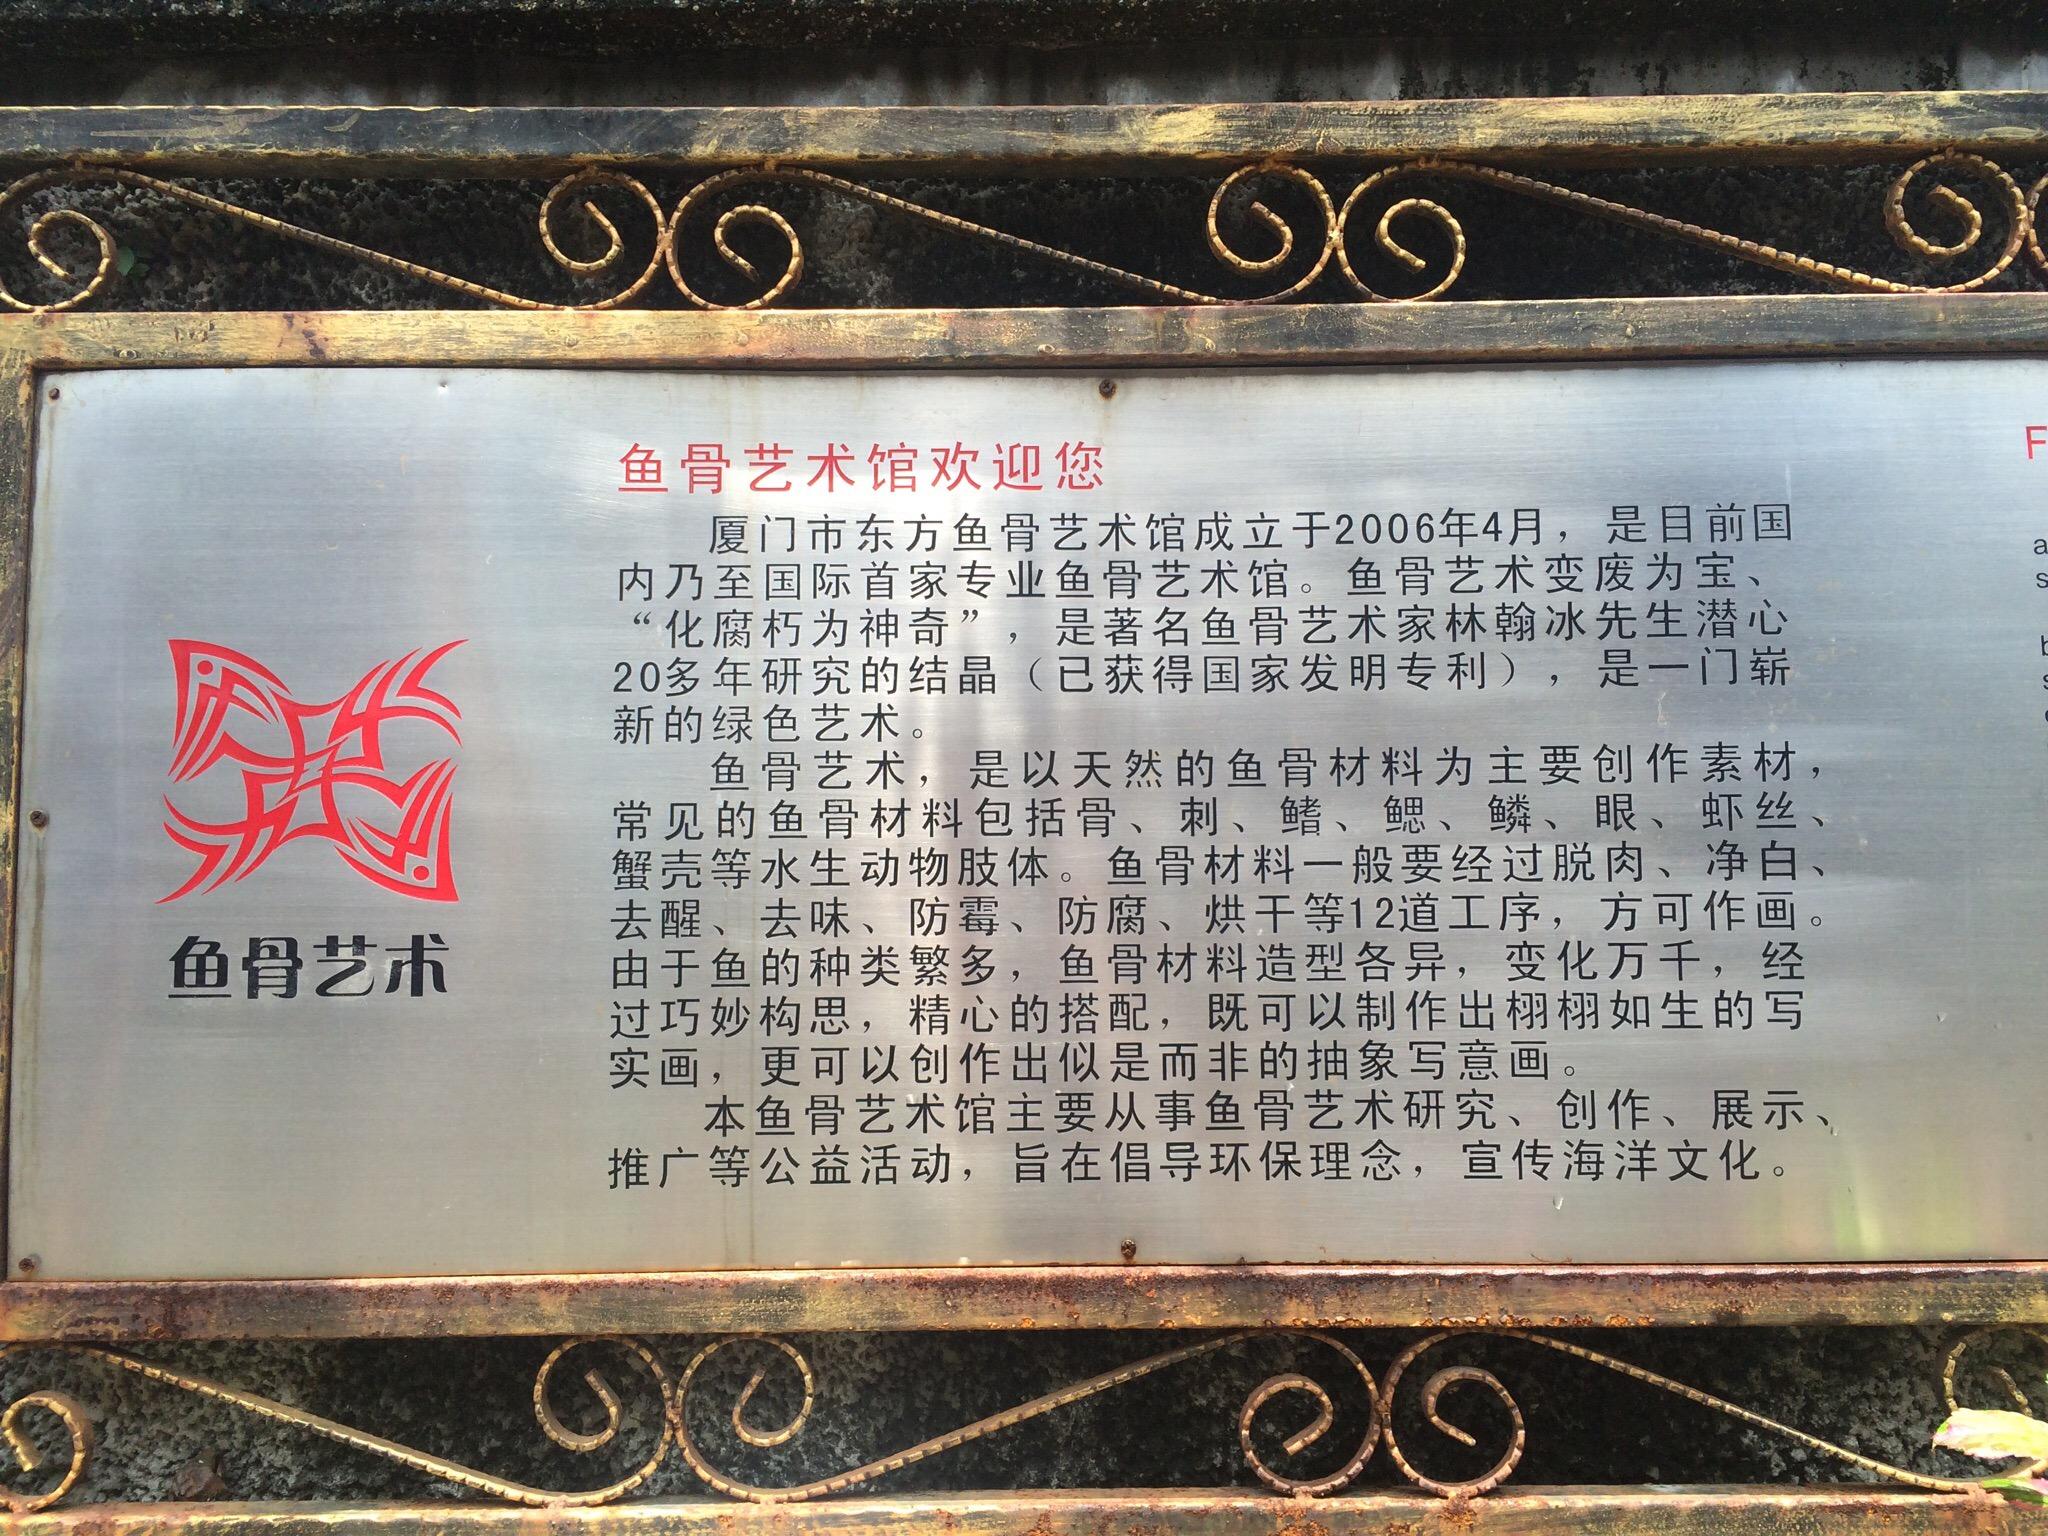 鱼骨艺术馆欢迎您
厦门市东方鱼骨艺术馆成立于2006年4月，是目前国
内乃至国际首家专业鱼骨艺术馆。鱼骨艺术变废为宝、
“化腐朽为神奇”，是著名鱼骨艺术家林翰冰先生潜心
20多年研究的结晶（已获得国家发明专利），是一门崭
新的绿色艺术。
鱼骨艺术，是以天然的鱼骨材料为主要创作素材，
常见的鱼骨材料包括骨、刺、鳍、鳃、鳞、眼、虾丝、
蟹壳等水生动物肢体。鱼骨材料一般要经过脱肉、净白、
去醒、去味、防霉、防腐、烘干等12道工序，方可作画。
由于鱼的种类繁多，鱼骨材料造型各异，变化万千，经
过巧妙构思，精心的搭配，既可以制作出栩栩如生的写
实画，更可以创作出似是而非的抽象写意画。
本鱼骨艺术馆主要从事鱼骨艺术研究、创作、展示、
推广等公益活动，旨在倡导环保理念，宣传海洋文化。
鱼骨艺术